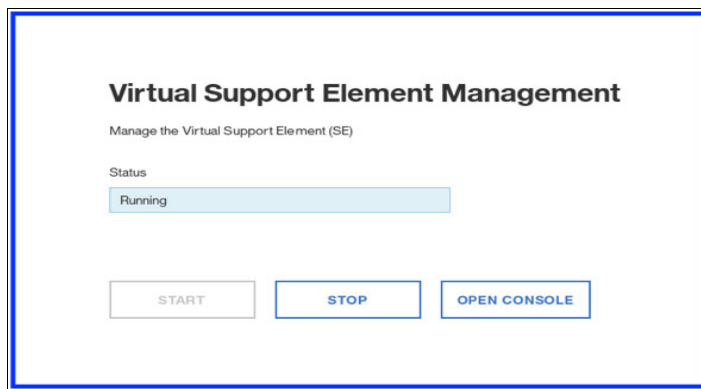 Virtual Support Element Management
Manage the Virtual Support Element (SE)
Status
Running
START STOP OPEN CONSOLE